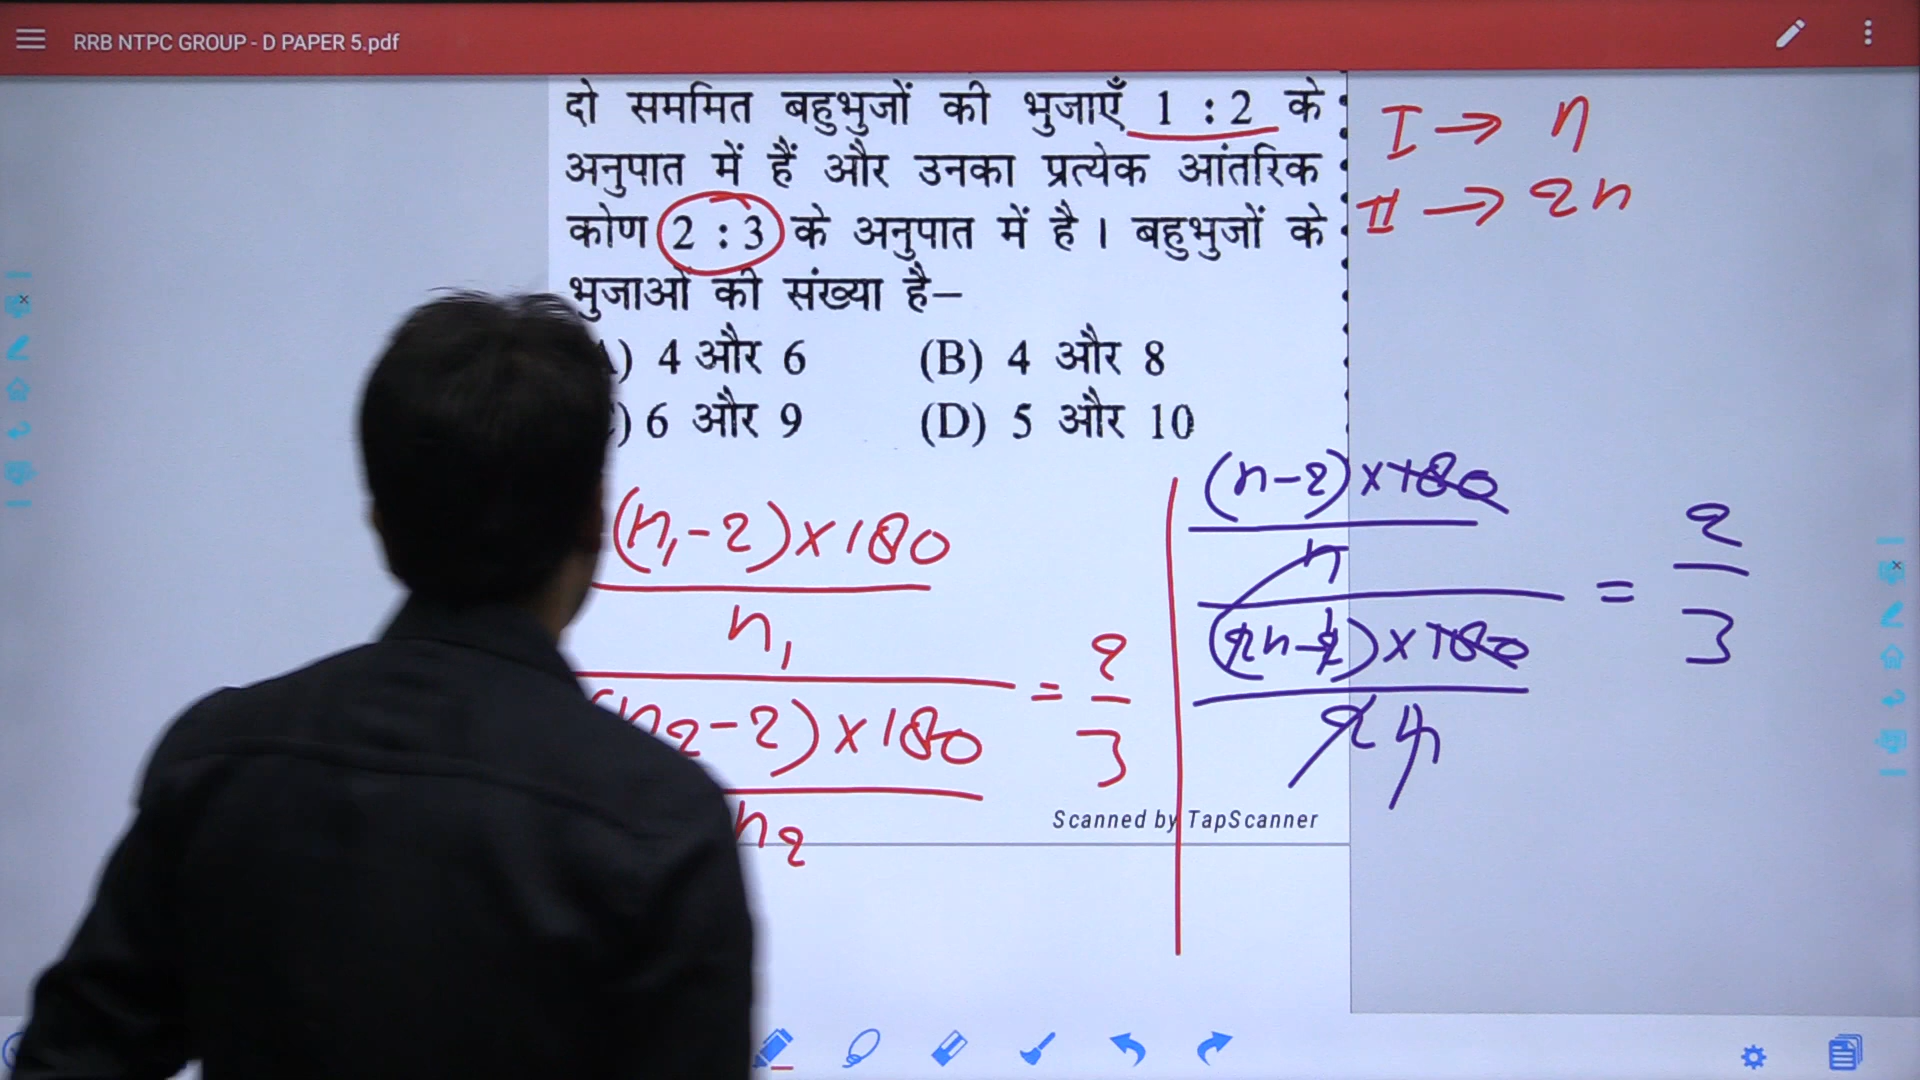 RRB NTPC GROUP - D PAPER 5.pdf
दो सममित बहुभुजों की भुजाएँ 1 : 2 के
अनुपात में हैं और उनका प्रत्येक आंतरिक
कोण 2 : 3 के अनुपात में है । बहुभुजों के
भुजाओं की संख्या है–
) 4 और 6 (B) 4 और 8
) 6 और 9 (D) 5 और 10
I → n
II → 2n
(n₁-2)×180
n₁
(n₂-2)×180
n₂
= 2/3
(n-2)×180
n
(2n-2)×180
2n
= 2/3
Scanned by TapScanner